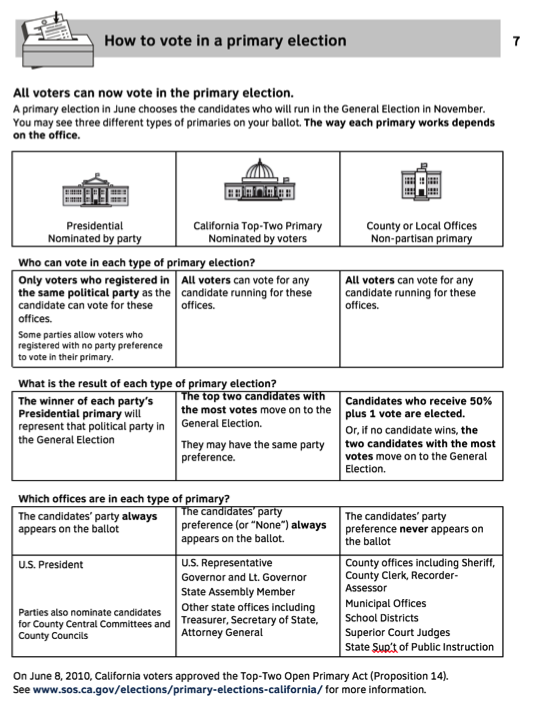 How to vote in a primary election
7
All voters can now vote in the primary election.
A primary election in June chooses the candidates who will run in the General Election in November.
You may see three different types of primaries on your ballot. The way each primary works depends
on the office.
Presidential
Nominated by party
California Top-Two Primary
Nominated by voters
County or Local Offices
Non-partisan primary
Who can vote in each type of primary election?
Only voters who registered in
the same political party as the
candidate can vote for these
offices.
Some parties allow voters who
registered with no party preference
to vote in their primary.
All voters can vote for any
candidate running for these
offices.
All voters can vote for any
candidate running for these
offices.
What is the result of each type of primary election?
The winner of each party's
Presidential primary will
represent that political party in
the General Election
The top two candidates with
the most votes move on to the
General Election.
They may have the same party
preference.
Candidates who receive 50%
plus 1 vote are elected.
Or, if no candidate wins, the
two candidates with the most
votes move on to the General
Election.
Which offices are in each type of primary?
The candidates' party always
appears on the ballot
The candidates' party
preference (or "None") always
appears on the ballot.
The candidates' party
preference never appears on
the ballot
U.S. President
Parties also nominate candidates
for County Central Committees and
County Councils
U.S. Representative
Governor and Lt. Governor
State Assembly Member
Other state offices including
Treasurer, Secretary of State,
Attorney General
County offices including Sheriff,
County Clerk, Recorder-
Assessor
Municipal Offices
School Districts
Superior Court Judges
State Sup't of Public Instruction
On June 8, 2010, California voters approved the Top-Two Open Primary Act (Proposition 14).
See www.sos.ca.gov/elections/primary-elections-california/ for more information.